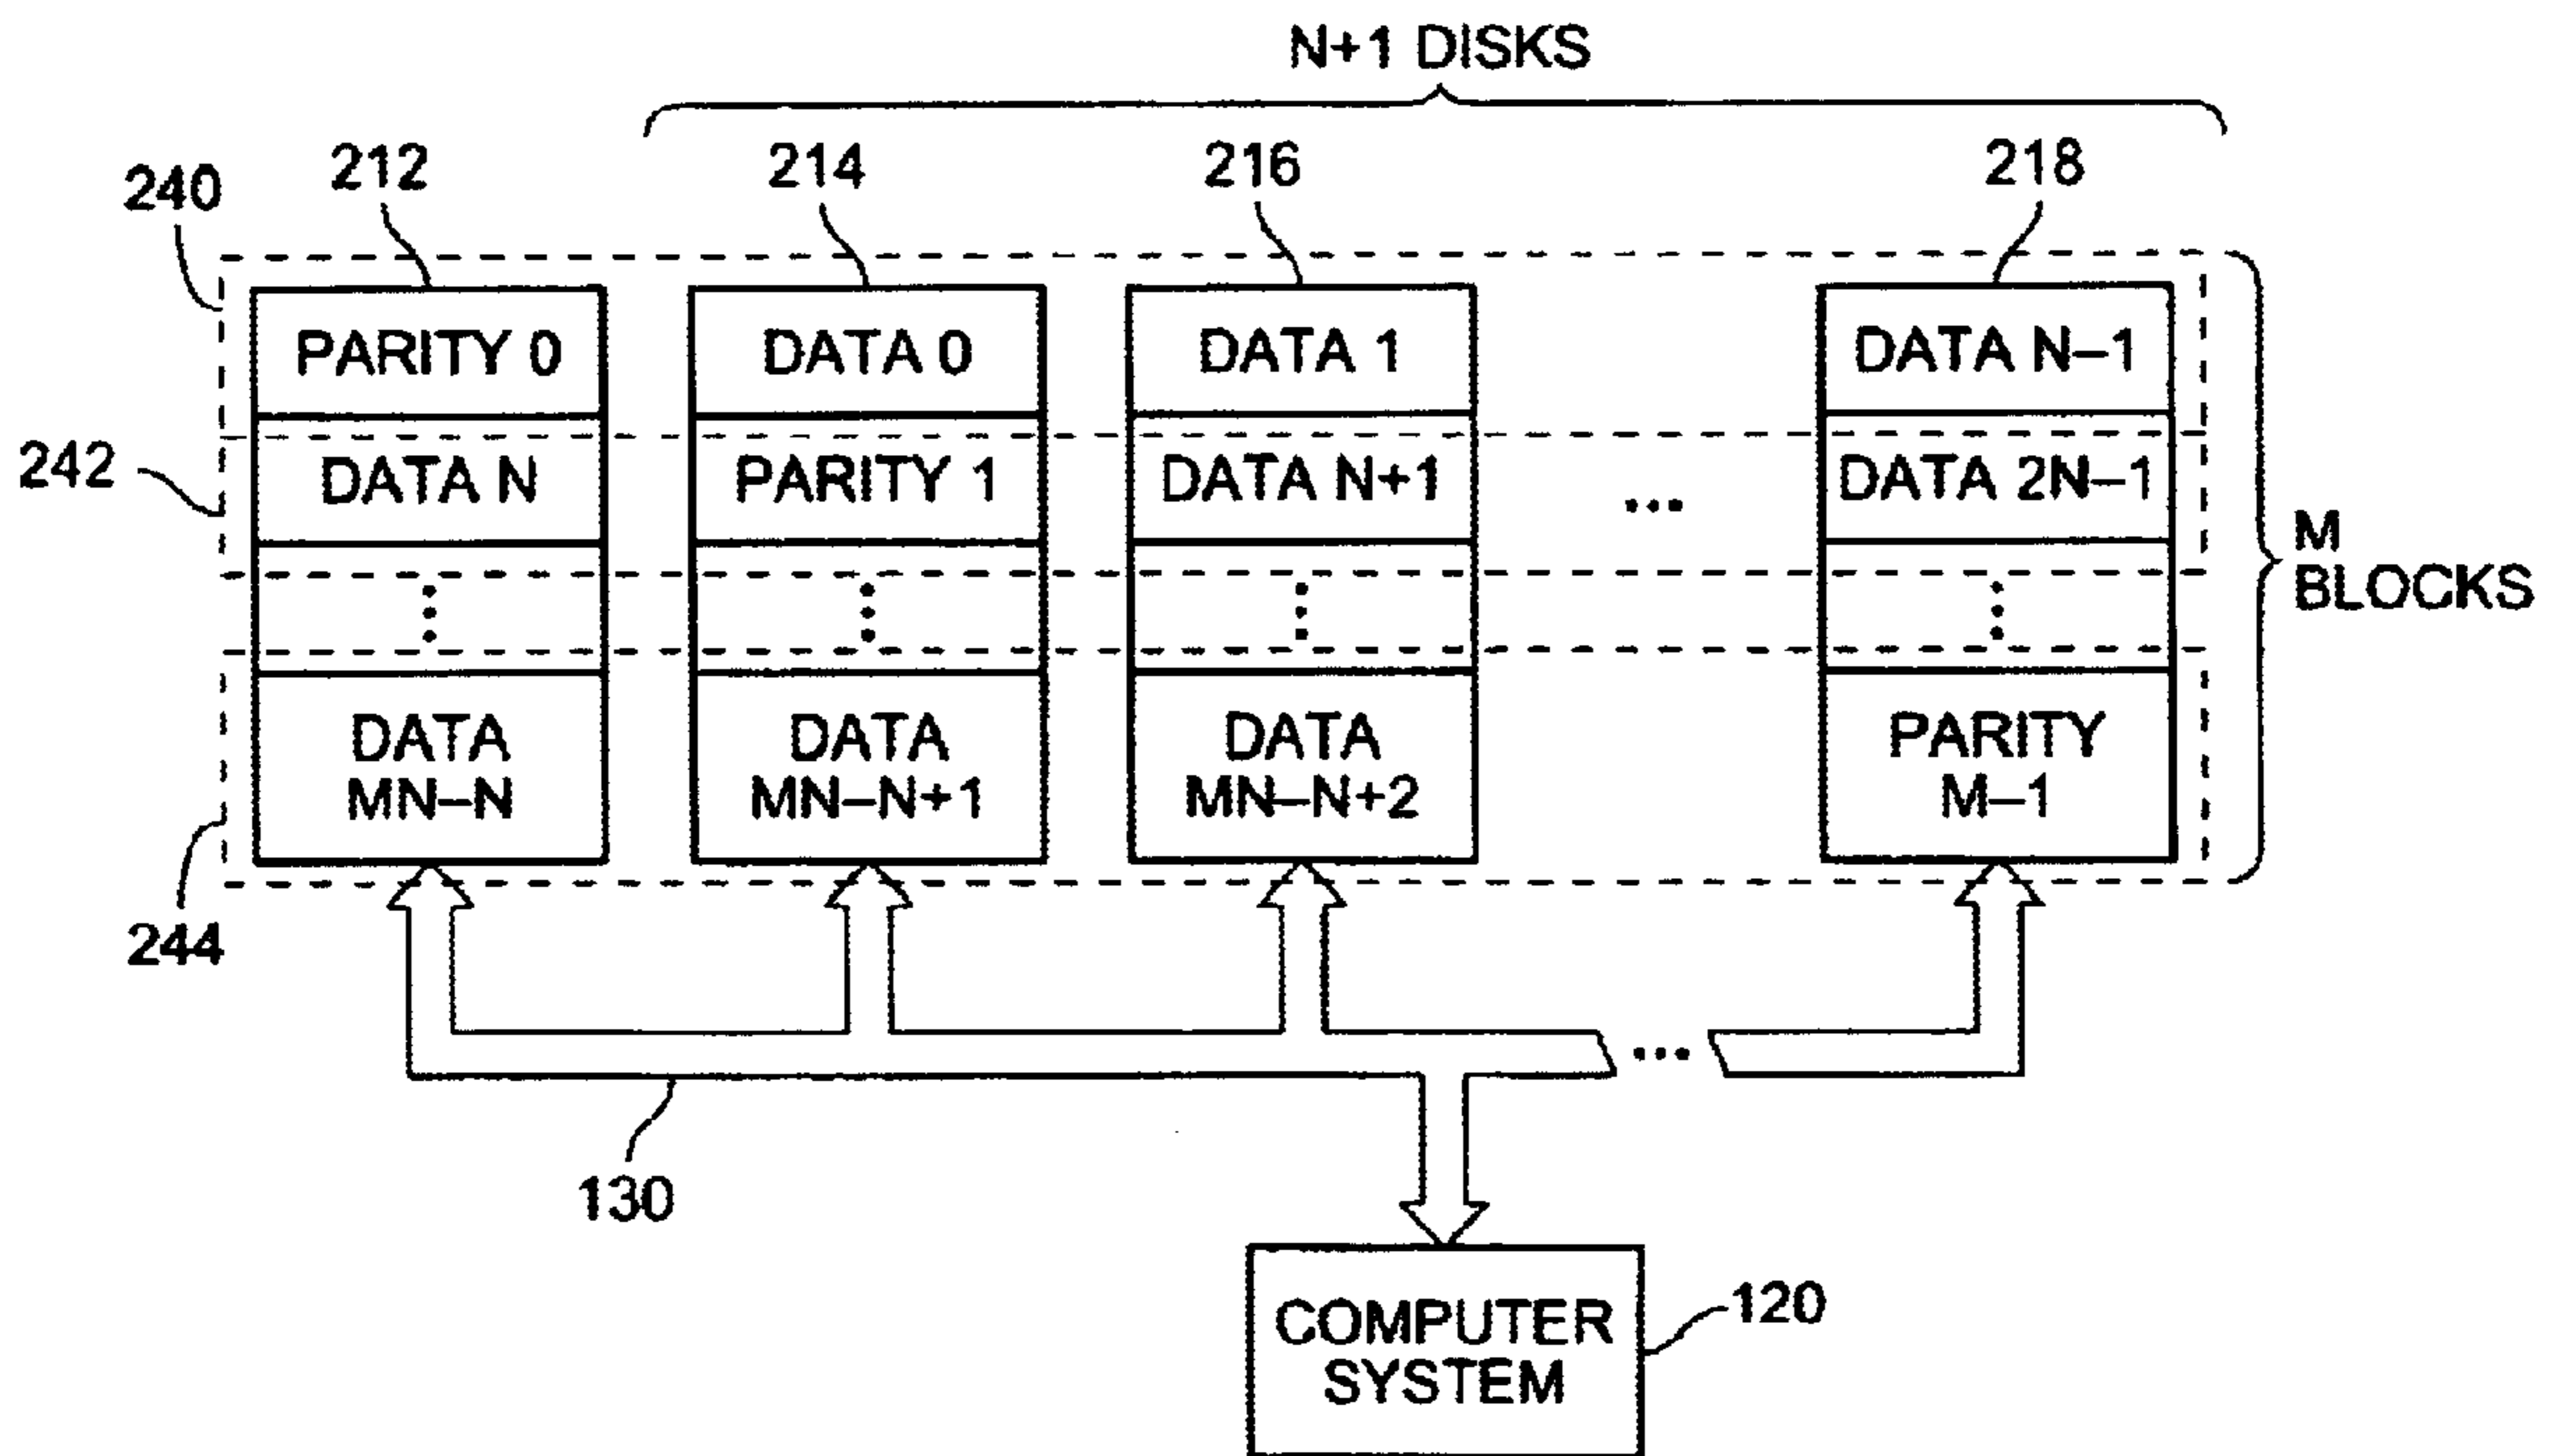 N+1 DISKS
240
212
214
216
218
PARITY 0
DATA 0
DATA 1
DATA N–1
242
DATA N
PARITY 1
DATA N+1
...
DATA 2N–1
M
BLOCKS
DATA
MN–N
DATA
MN–N+1
DATA
MN–N+2
PARITY
M–1
244
...
130
COMPUTER
SYSTEM
120